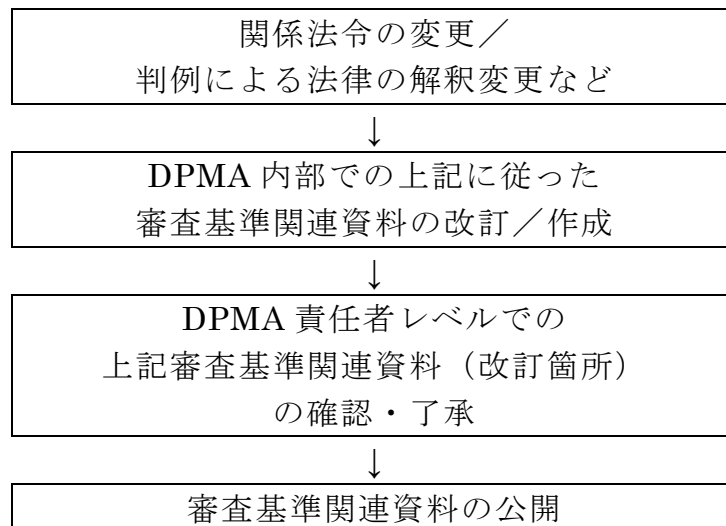 関係法令の変更／
判例による法律の解釈変更など
↓
DPMA 内部での上記に従った
審査基準関連資料の改訂／作成
↓
DPMA 責任者レベルでの
上記審査基準関連資料（改訂箇所）
の確認・了承
↓
審査基準関連資料の公開